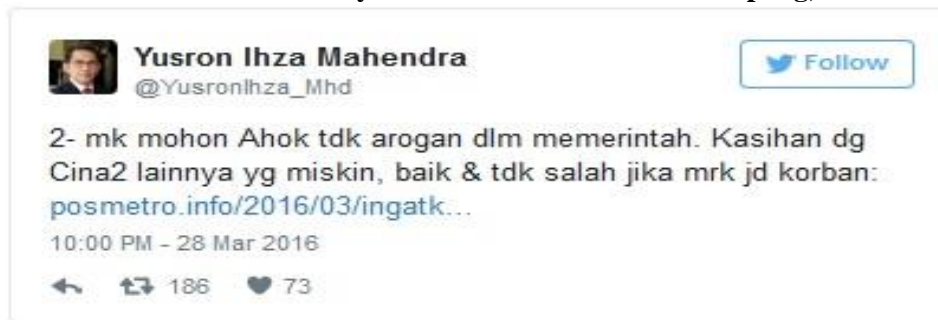 Yusron Ihza Mahendra
Follow
@YusronIhza_Mhd
2- mk mohon Ahok tdk arogan dlm memerintah. Kasihan dg
Cina2 lainnya yg miskin, baik & tdk salah jika mrk jd korban:
posmetro.info/2016/03/ingatk...
10:00 PM - 28 Mar 2016
186 73